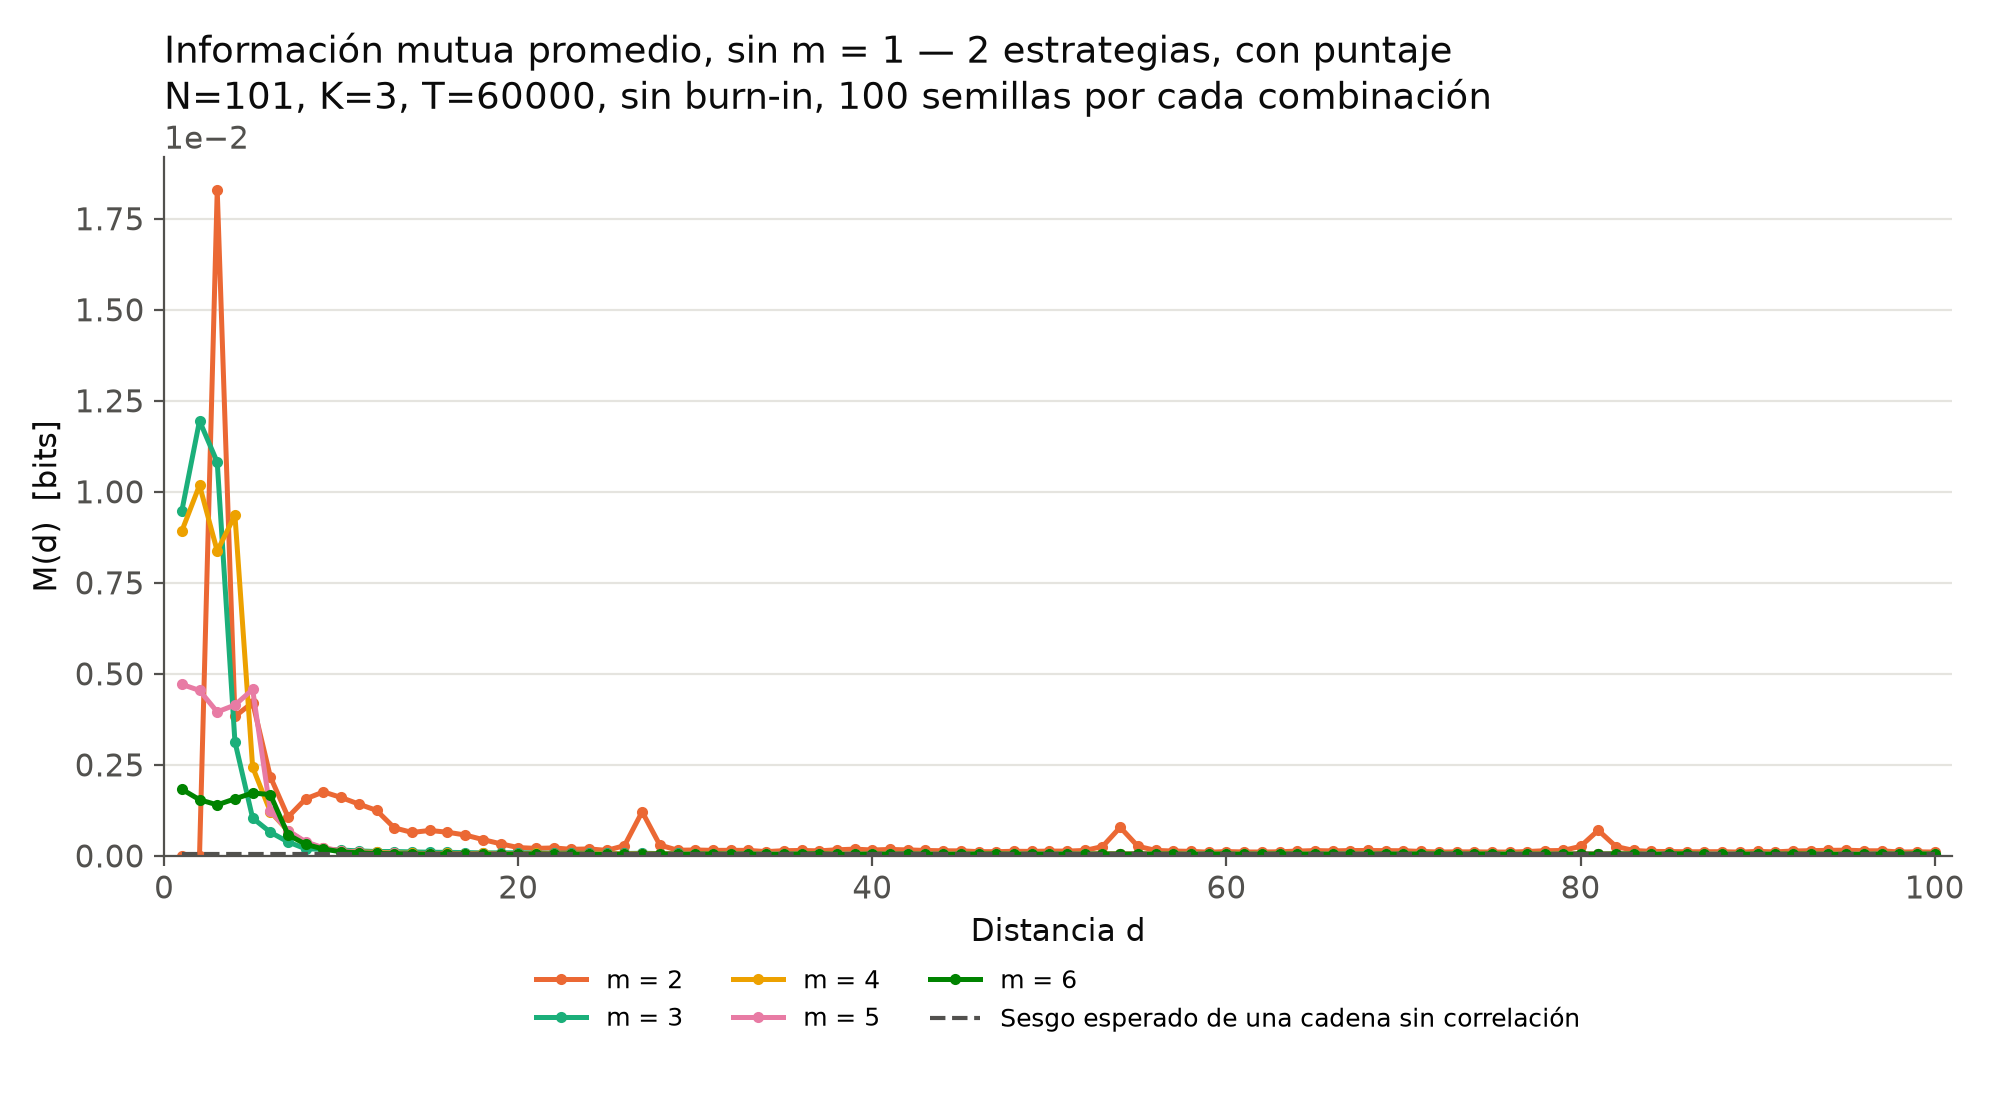 Información mutua promedio, sin m = 1 — 2 estrategias, con puntaje
N=101, K=3, T=60000, sin burn-in, 100 semillas por cada combinación
1e−2
1.75
1.50
1.25
1.00
0.75
0.50
0.25
0.00
M(d) [bits]
0 20 40 60 80 100
Distancia d
m = 2 m = 4 m = 6
m = 3 m = 5 Sesgo esperado de una cadena sin correlación